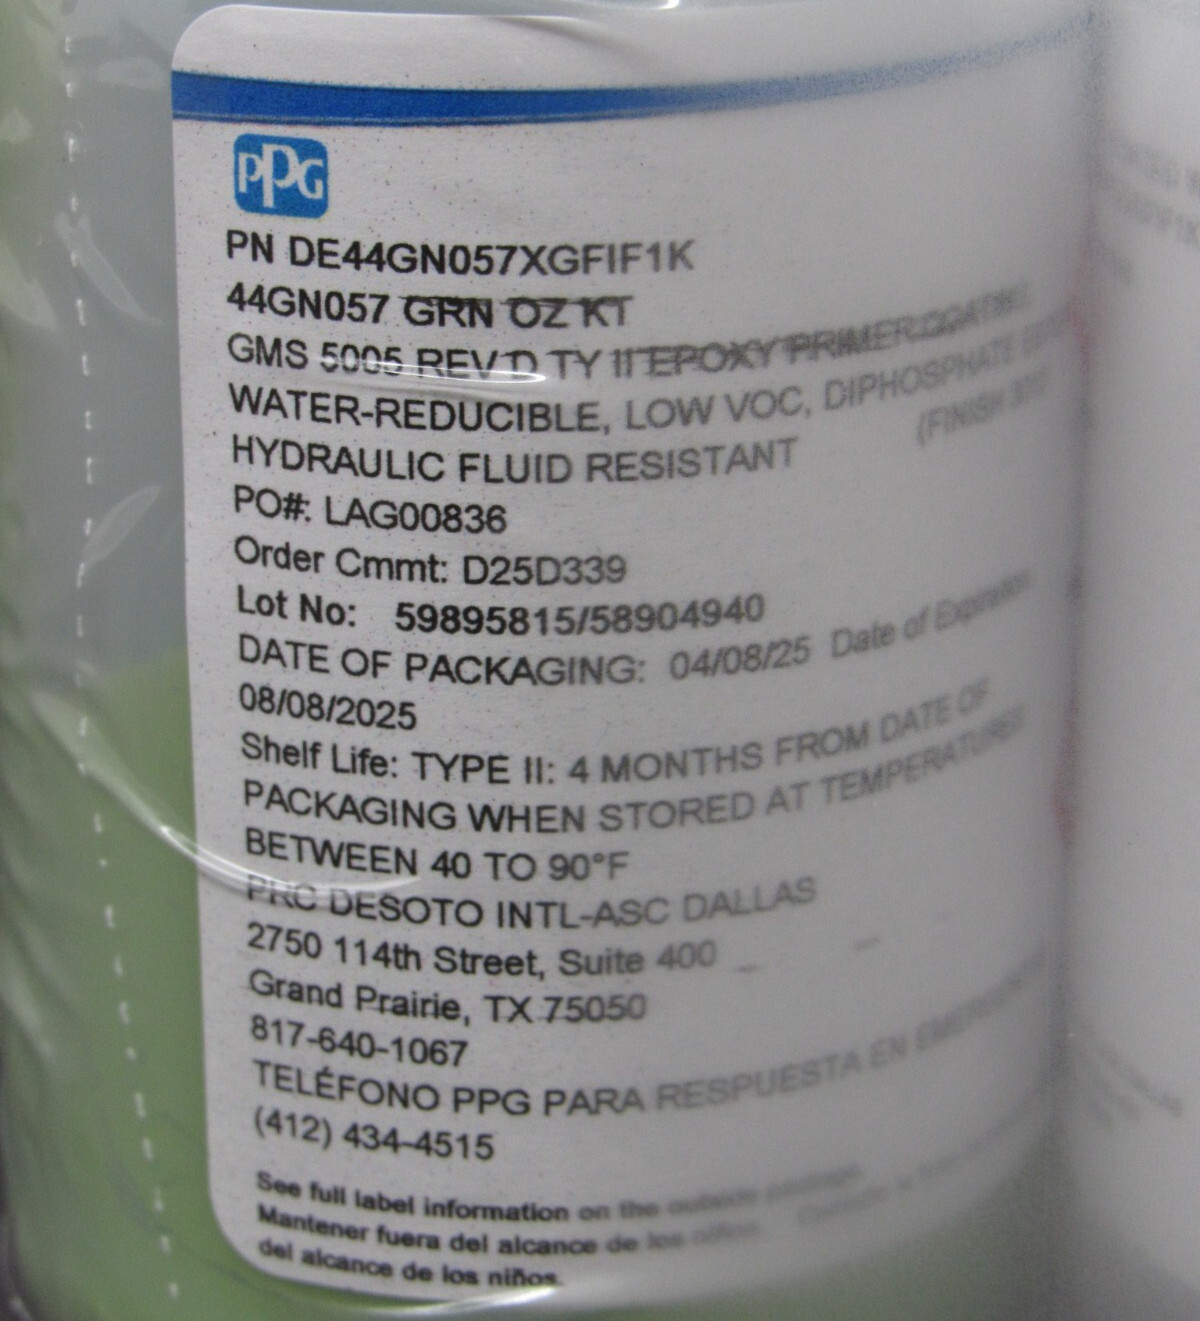 PPG
PN DE44GN057XGFIF1K
44GN057 GRN OZ KT
GMS 5005 REV D TY II EPOXY PRIMER
WATER-REDUCIBLE, LOW VOC, DIPHOSPHATE
HYDRAULIC FLUID RESISTANT (FINISH
PO#: LAG00836
Order Cmmt: D25D339
Lot No: 59895815/58904940
DATE OF PACKAGING: 04/08/25 Date of Expiration
08/08/2025
Shelf Life: TYPE II: 4 MONTHS FROM DATE OF
PACKAGING WHEN STORED AT TEMPERATURES
BETWEEN 40 TO 90°F
PRC DESOTO INTL-ASC DALLAS
2750 114th Street, Suite 400
Grand Prairie, TX 75050
817-640-1067
TELÉFONO PPG PARA RESPUESTA EN
(412) 434-4515
See full label information on the outside package.
Mantener fuera del alcance de los niños.
del alcance de los niños.